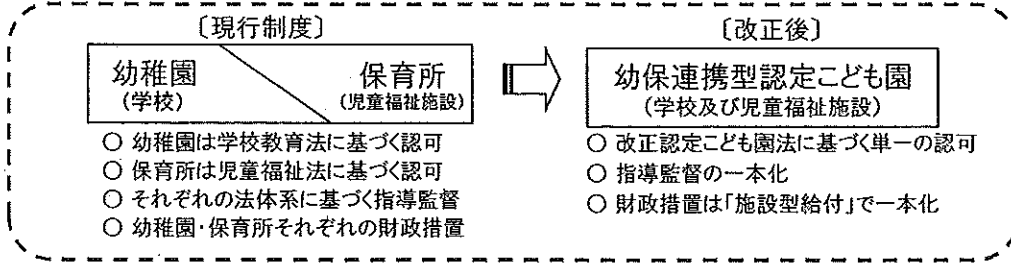 〔現行制度〕
幼稚園
(学校)
保育所
(児童福祉施設)
○ 幼稚園は学校教育法に基づく認可
○ 保育所は児童福祉法に基づく認可
○ それぞれの法体系に基づく指導監督
○ 幼稚園・保育所それぞれの財政措置
〔改正後〕
幼保連携型認定こども園
(学校及び児童福祉施設)
○ 改正認定こども園法に基づく単一の認可
○ 指導監督の一本化
○ 財政措置は「施設型給付」で一本化